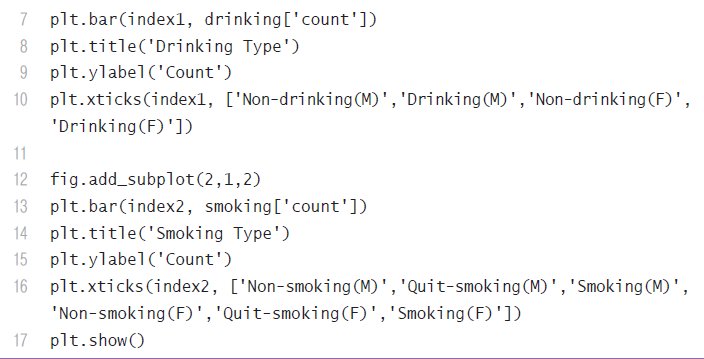 7 plt.bar(index1, drinking['count'])
8 plt.title('Drinking Type')
9 plt.ylabel('Count')
10 plt.xticks(index1, ['Non-drinking(M)','Drinking(M)','Non-drinking(F)',
'Drinking(F)'])
11
12 fig.add_subplot(2,1,2)
13 plt.bar(index2, smoking['count'])
14 plt.title('Smoking Type')
15 plt.ylabel('Count')
16 plt.xticks(index2, ['Non-smoking(M)','Quit-smoking(M)','Smoking(M)',
'Non-smoking(F)','Quit-smoking(F)','Smoking(F)'])
17 plt.show()